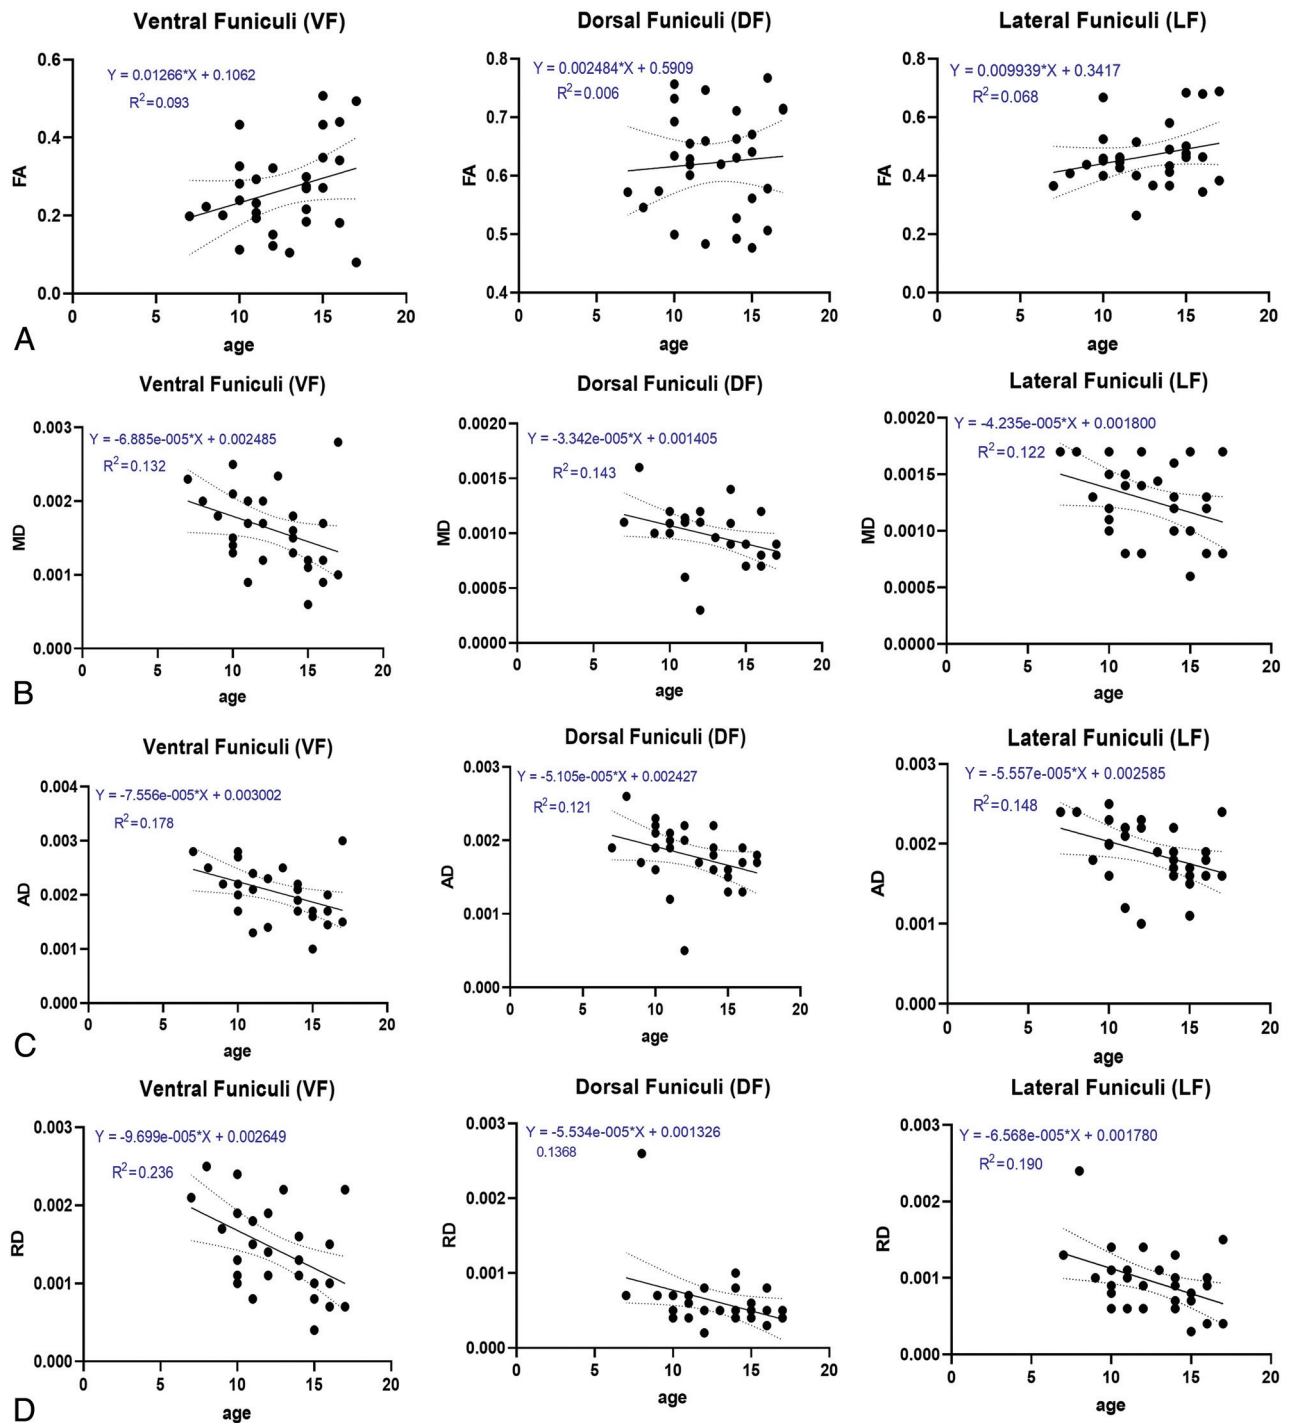 Ventral Funiculi (VF)
Dorsal Funiculi (DF)
Lateral Funiculi (LF)
0.6
0.4
0.2
0.0
FA
Y = 0.01266*X + 0.1062
R²=0.093
0 5 10 15 20
age
0.8
0.7
0.6
0.5
0.4
FA
Y = 0.002484*X + 0.5909
R²=0.006
0 5 10 15 20
age
0.8
0.6
0.4
0.2
0.0
FA
Y = 0.009939*X + 0.3417
R²=0.068
0 5 10 15 20
age
A
Ventral Funiculi (VF)
Dorsal Funiculi (DF)
Lateral Funiculi (LF)
0.003
0.002
0.001
0.000
MD
Y = -6.885e-005*X + 0.002485
R²=0.132
0 5 10 15 20
age
0.0020
0.0015
0.0010
0.0005
0.0000
MD
Y = -3.342e-005*X + 0.001405
R²=0.143
0 5 10 15 20
age
0.0020
0.0015
0.0010
0.0005
0.0000
MD
Y = -4.235e-005*X + 0.001800
R²=0.122
0 5 10 15 20
age
B
Ventral Funiculi (VF)
Dorsal Funiculi (DF)
Lateral Funiculi (LF)
0.004
0.003
0.002
0.001
0.000
AD
Y = -7.556e-005*X + 0.003002
R²=0.178
0 5 10 15 20
age
0.003
0.002
0.001
0.000
AD
Y = -5.105e-005*X + 0.002427
R²=0.121
0 5 10 15 20
age
0.003
0.002
0.001
0.000
AD
Y = -5.557e-005*X + 0.002585
R²=0.148
0 5 10 15 20
age
C
Ventral Funiculi (VF)
Dorsal Funiculi (DF)
Lateral Funiculi (LF)
0.003
0.002
0.001
0.000
RD
Y = -9.699e-005*X + 0.002649
R²=0.236
0 5 10 15 20
age
0.003
0.002
0.001
0.000
RD
Y = -5.534e-005*X + 0.001326
0.1368
0 5 10 15 20
age
0.003
0.002
0.001
0.000
RD
Y = -6.568e-005*X + 0.001780
R²=0.190
0 5 10 15 20
age
D